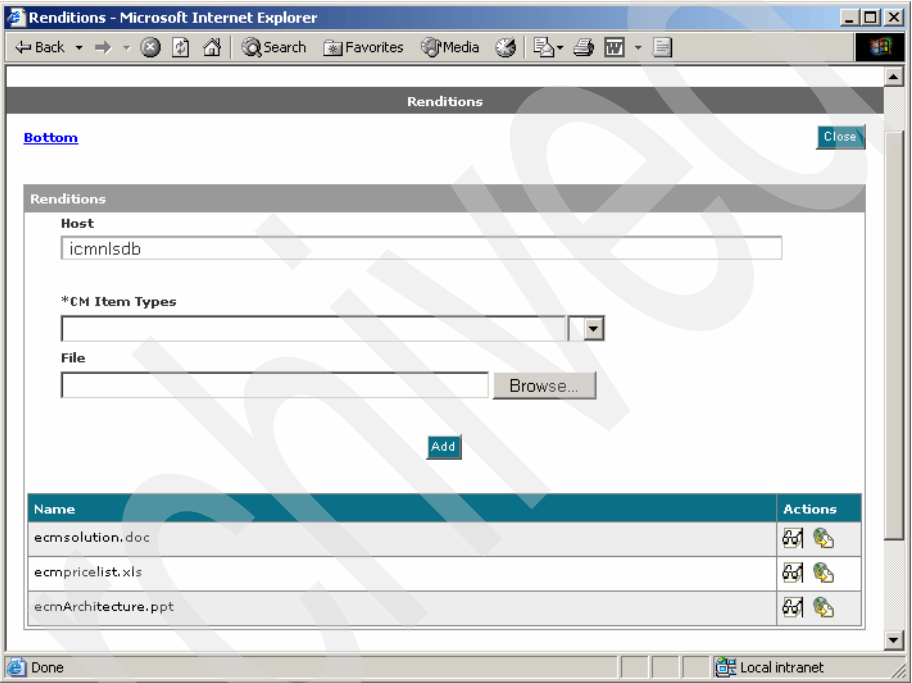 Renditions - Microsoft Internet Explorer
Back Search Favorites Media
Renditions
Bottom Close
Renditions
Host
icmnlsdb
*CM Item Types
File
Browse...
Add
Name Actions
ecmsolution.doc
ecmpricelist.xls
ecmArchitecture.ppt
Done Local intranet
Archived